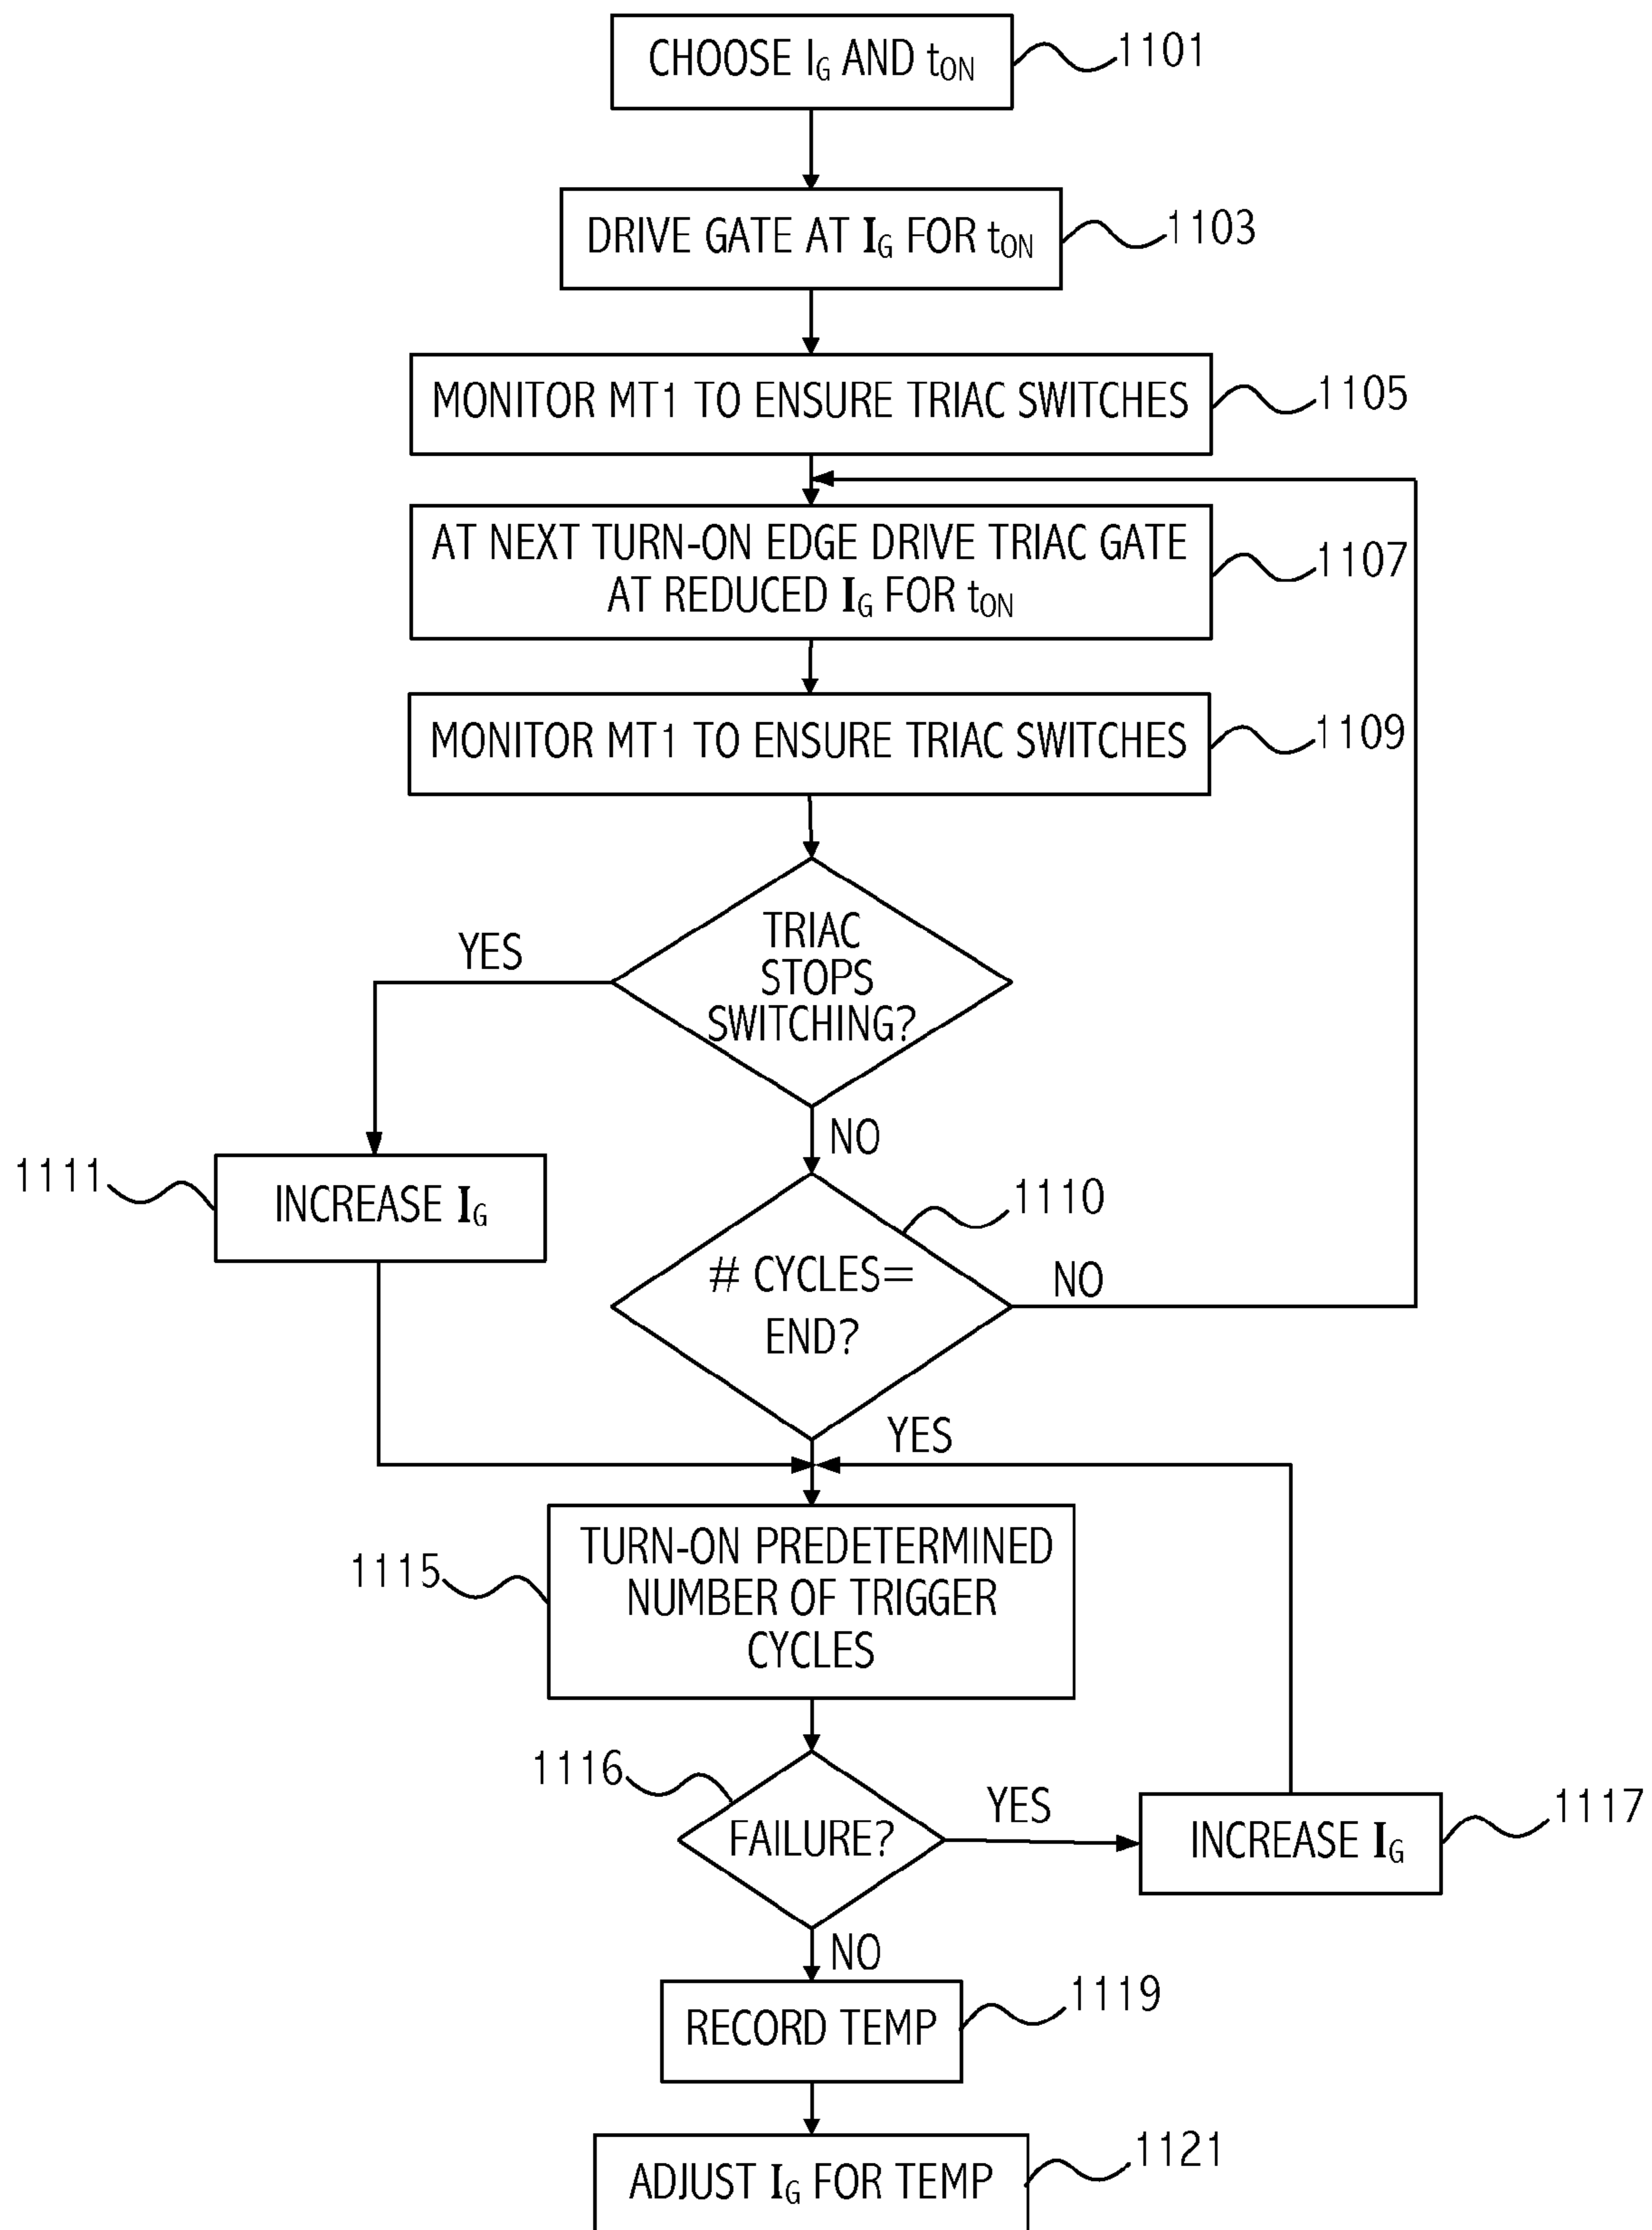 CHOOSE IG AND tON
1101
DRIVE GATE AT IG FOR tON
1103
MONITOR MT1 TO ENSURE TRIAC SWITCHES
1105
AT NEXT TURN-ON EDGE DRIVE TRIAC GATE
AT REDUCED IG FOR tON
1107
MONITOR MT1 TO ENSURE TRIAC SWITCHES
1109
TRIAC
STOPS
SWITCHING?
YES
NO
1111
INCREASE IG
1110
# CYCLES=
END?
NO
YES
1115
TURN-ON PREDETERMINED
NUMBER OF TRIGGER
CYCLES
1116
FAILURE?
YES
INCREASE IG
1117
NO
RECORD TEMP
1119
ADJUST IG FOR TEMP
1121